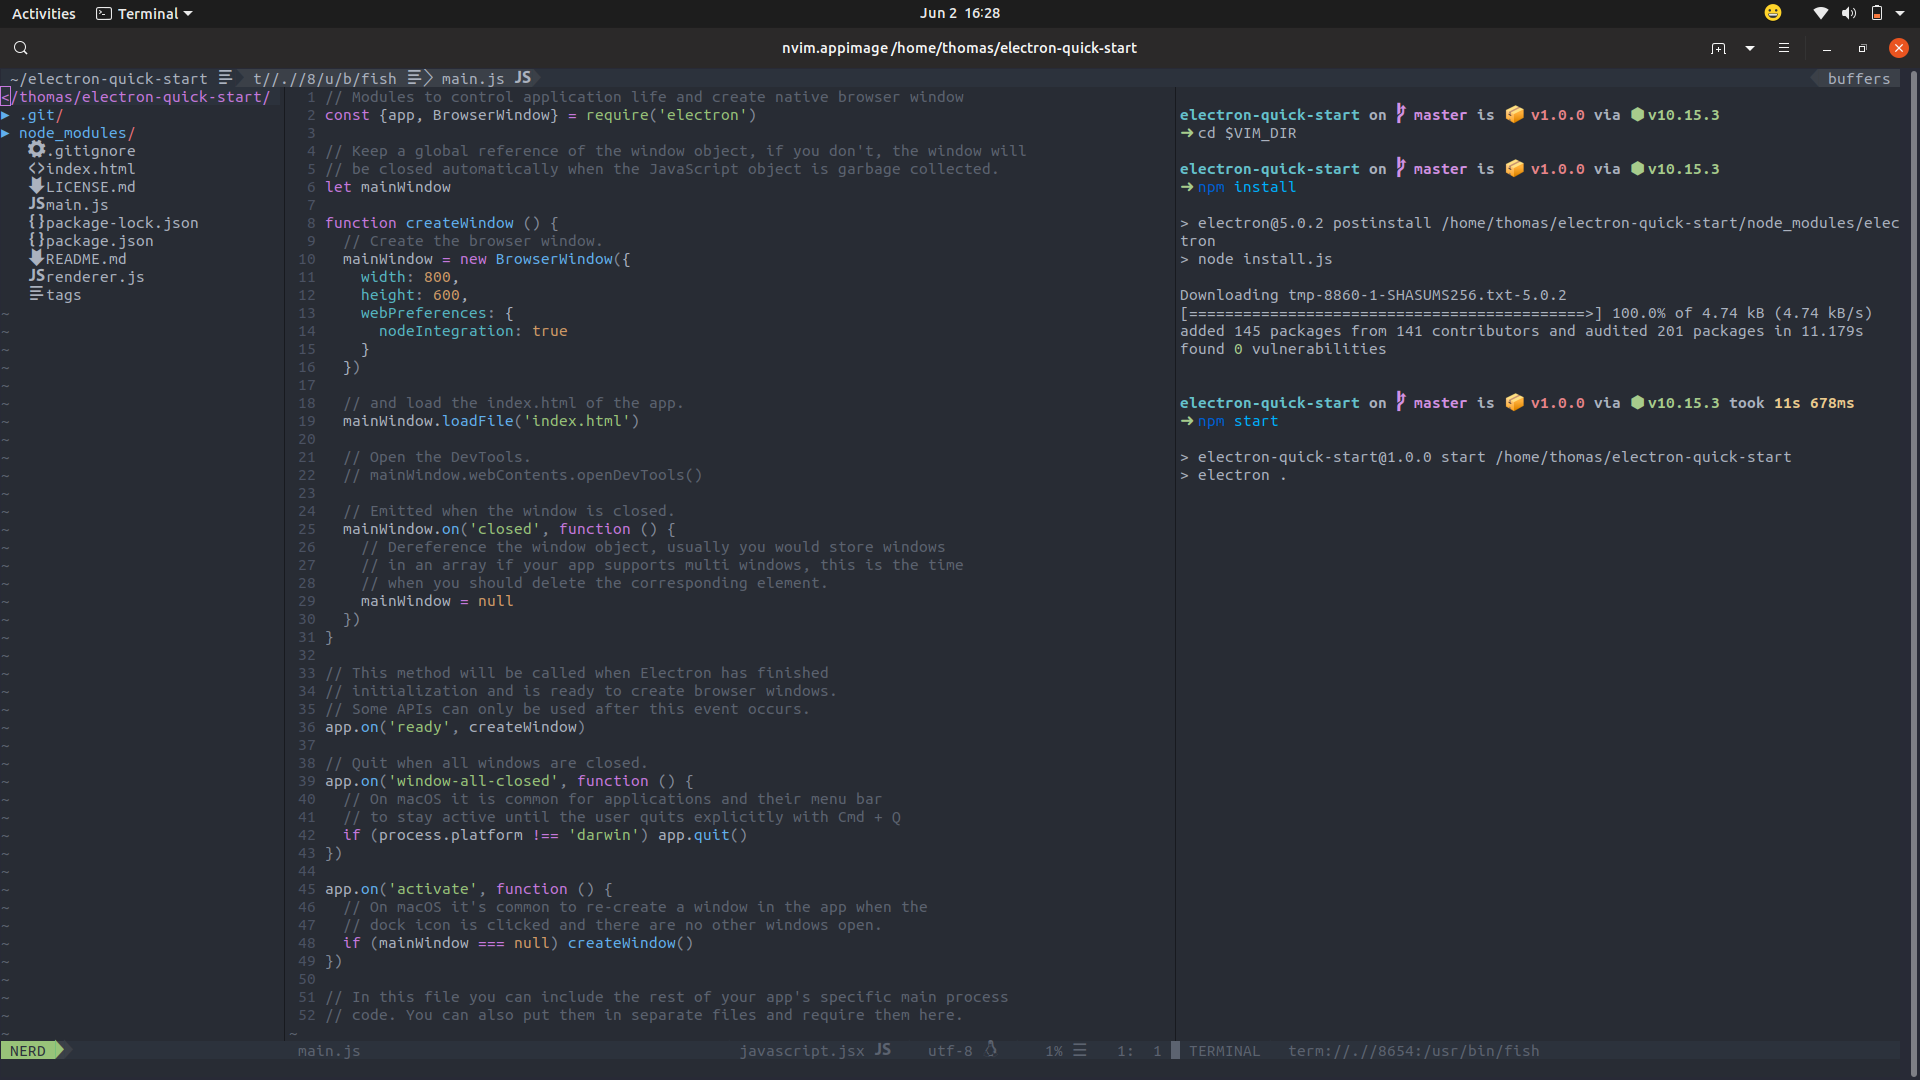 Activities Terminal Jun 2 16:28
nvim.appimage /home/thomas/electron-quick-start
~/electron-quick-start t//.//8/u/b/fish main.js JS buffers
</thomas/electron-quick-start/
.git/
node_modules/
.gitignore
<>index.html
LICENSE.md
JSmain.js
{}package-lock.json
{}package.json
README.md
JSrenderer.js
tags
1 // Modules to control application life and create native browser window
2 const {app, BrowserWindow} = require('electron')
3
4 // Keep a global reference of the window object, if you don't, the window will
5 // be closed automatically when the JavaScript object is garbage collected.
6 let mainWindow
7
8 function createWindow () {
9   // Create the browser window.
10   mainWindow = new BrowserWindow({
11     width: 800,
12     height: 600,
13     webPreferences: {
14       nodeIntegration: true
15     }
16   })
17
18   // and load the index.html of the app.
19   mainWindow.loadFile('index.html')
20
21   // Open the DevTools.
22   // mainWindow.webContents.openDevTools()
23
24   // Emitted when the window is closed.
25   mainWindow.on('closed', function () {
26     // Dereference the window object, usually you would store windows
27     // in an array if your app supports multi windows, this is the time
28     // when you should delete the corresponding element.
29     mainWindow = null
30   })
31 }
32
33 // This method will be called when Electron has finished
34 // initialization and is ready to create browser windows.
35 // Some APIs can only be used after this event occurs.
36 app.on('ready', createWindow)
37
38 // Quit when all windows are closed.
39 app.on('window-all-closed', function () {
40   // On macOS it is common for applications and their menu bar
41   // to stay active until the user quits explicitly with Cmd + Q
42   if (process.platform !== 'darwin') app.quit()
43 })
44
45 app.on('activate', function () {
46   // On macOS it's common to re-create a window in the app when the
47   // dock icon is clicked and there are no other windows open.
48   if (mainWindow === null) createWindow()
49 })
50
51 // In this file you can include the rest of your app's specific main process
52 // code. You can also put them in separate files and require them here.
~
electron-quick-start on master is 📦 v1.0.0 via ⬢v10.15.3
➜ cd $VIM_DIR
electron-quick-start on master is 📦 v1.0.0 via ⬢v10.15.3
➜ npm install
> electron@5.0.2 postinstall /home/thomas/electron-quick-start/node_modules/elec
tron
> node install.js
Downloading tmp-8860-1-SHASUMS256.txt-5.0.2
[============================================>] 100.0% of 4.74 kB (4.74 kB/s)
added 145 packages from 141 contributors and audited 201 packages in 11.179s
found 0 vulnerabilities
electron-quick-start on master is 📦 v1.0.0 via ⬢v10.15.3 took 11s 678ms
➜ npm start
> electron-quick-start@1.0.0 start /home/thomas/electron-quick-start
> electron .
NERD main.js javascript.jsx JS utf-8 1% ☰ 1: 1 TERMINAL term://.//8654:/usr/bin/fish